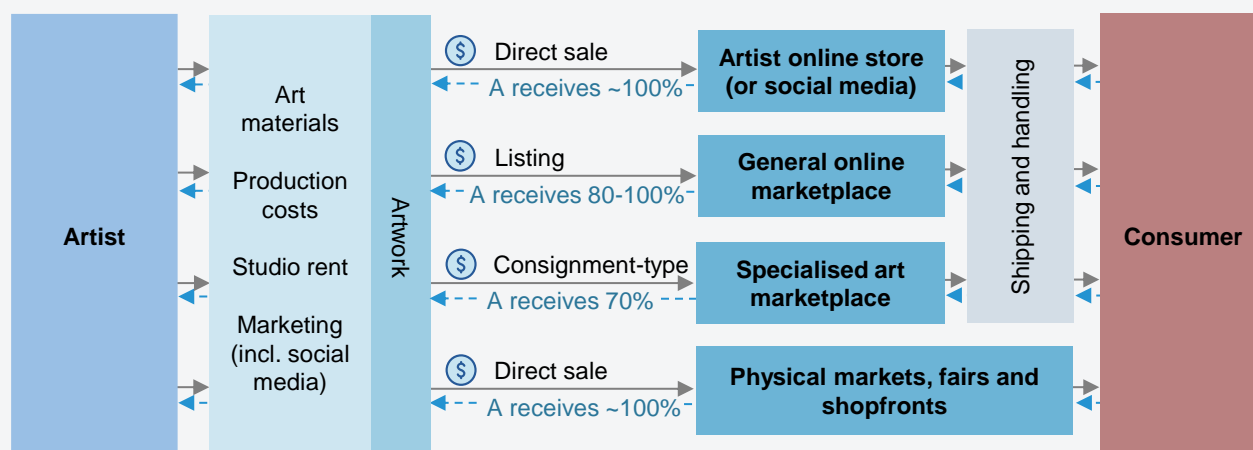 Artist
Art
materials
Production
costs
Studio rent
Marketing
(incl. social
media)
Artwork
$ Direct sale
A receives ~100%
Artist online store
(or social media)
$ Listing
A receives 80-100%
General online
marketplace
$ Consignment-type
A receives 70%
Specialised art
marketplace
$ Direct sale
A receives ~100%
Physical markets, fairs and
shopfronts
Shipping and handling
Consumer